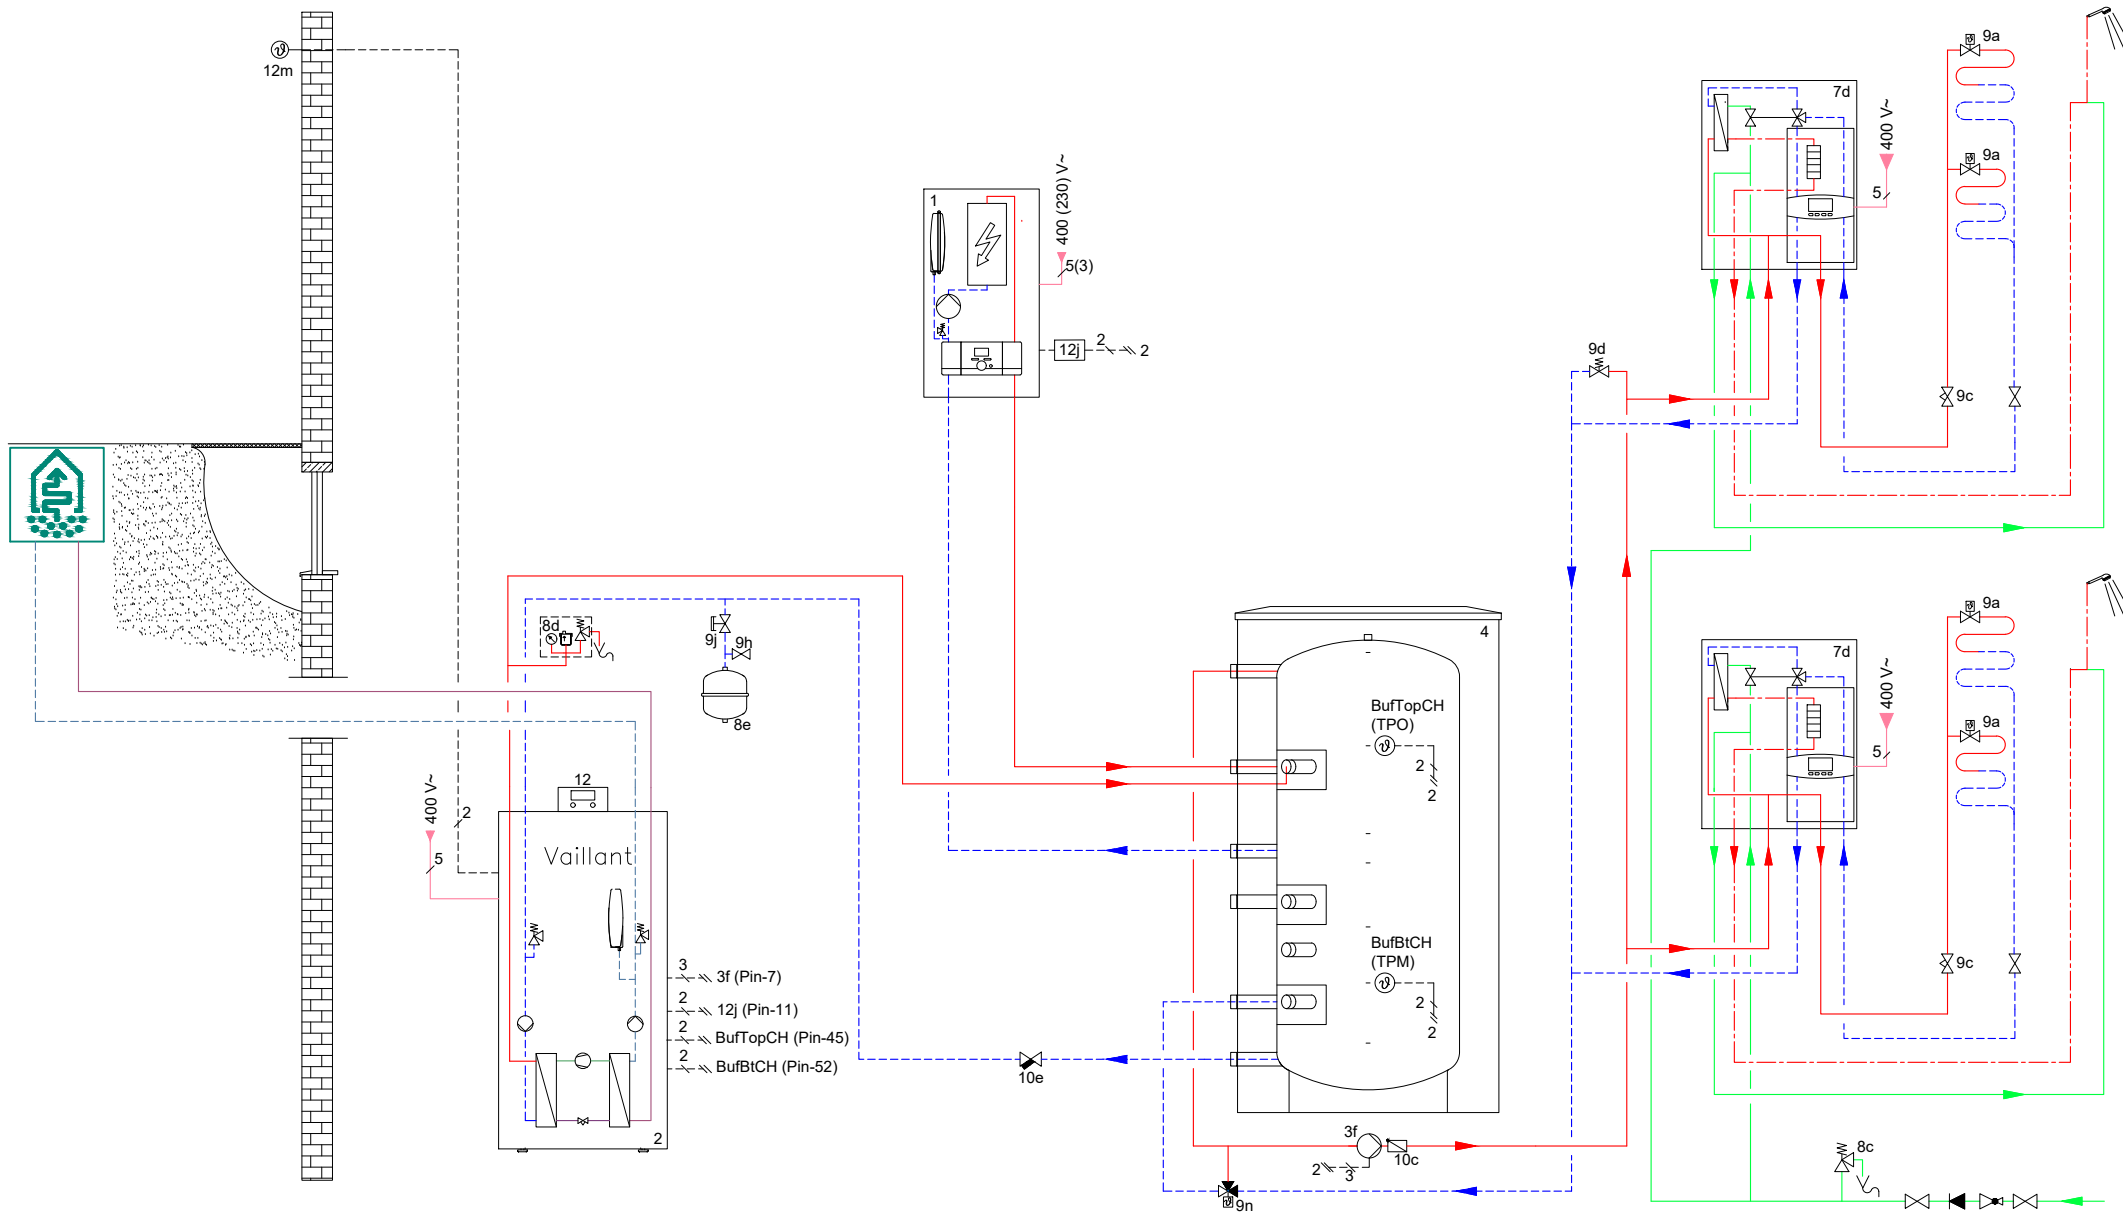 12m
1
400 (230) V~
5(3)
12j
2
2
7d
400 V~
5
9a
9a
9c
9d
8d
9j
9h
8e
12
400 V~
5
2
Vaillant
3
3f (Pin-7)
2
12j (Pin-11)
2
BufTopCH (Pin-45)
2
BufBtCH (Pin-52)
2
10e
4
BufTopCH
(TPO)
2
2
BufBtCH
(TPM)
2
2
3f
10c
2
3
9n
7d
400 V~
5
9a
9a
9c
8c